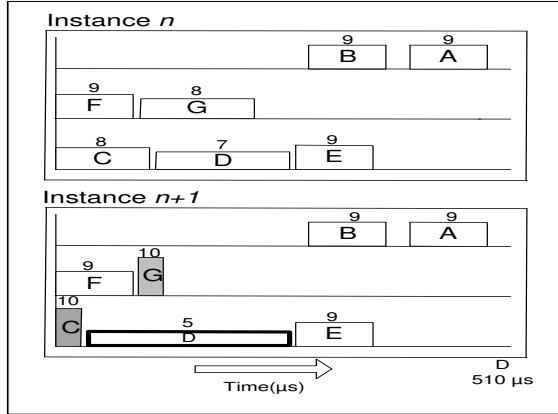 Instance n
9 9
B A
9 8
F G
8 7 9
C D E
Instance n+1
9 9
B A
9 10
F G
10 5 9
C D E
D
Time(µs) 510 µs